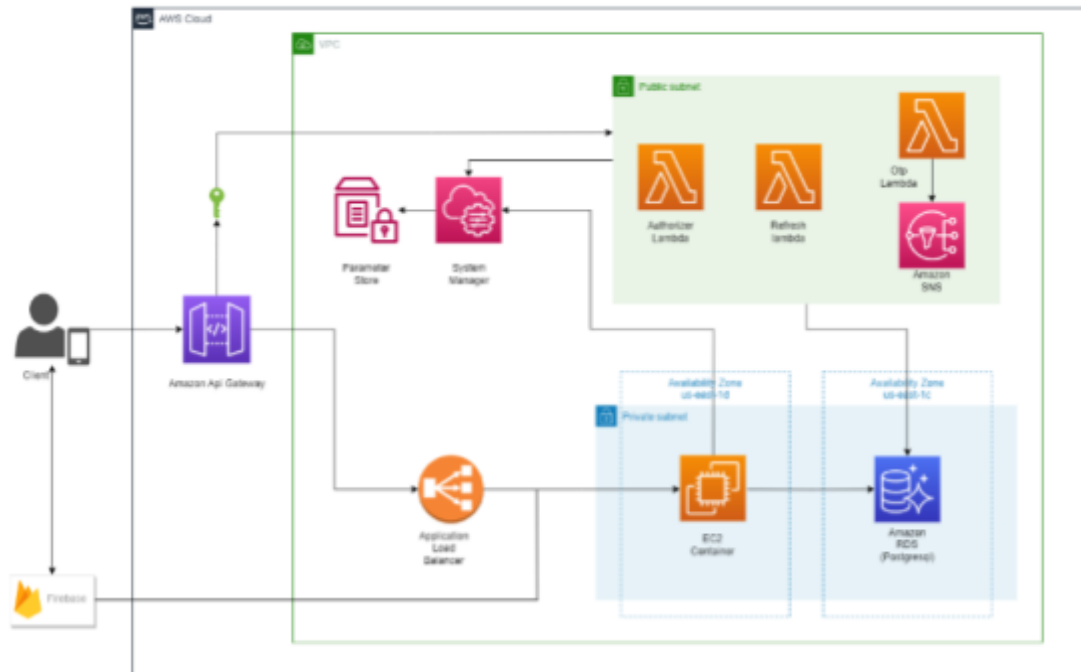 AWS Cloud
VPC
Public subnet
Otp
Lambda
Authorizer
Lambda
Refresh
lambda
Amazon
SNS
Parameter
Store
System
Manager
Client
Amazon Api Gateway
Availability Zone
Availability Zone
Private subnet
Application
Load
Balancer
EC2
Container
Amazon
RDS
Firebase